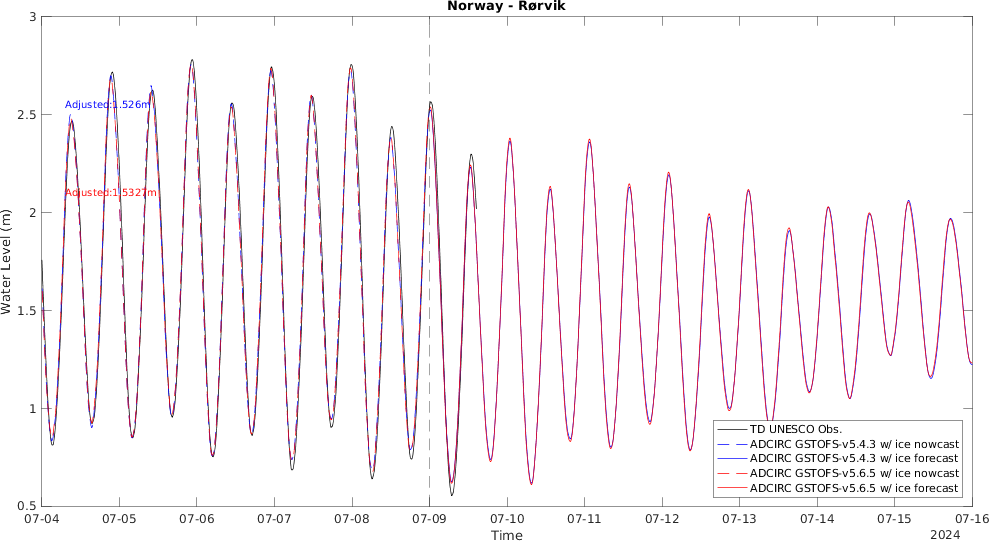 Norway - Rørvik
3
2.5
2
1.5
1
0.5
Water Level (m)
Adjusted:1.526m
Adjusted:1.5327m
TD UNESCO Obs.
ADCIRC GSTOFS-v5.4.3 w/ ice nowcast
ADCIRC GSTOFS-v5.4.3 w/ ice forecast
ADCIRC GSTOFS-v5.6.5 w/ ice nowcast
ADCIRC GSTOFS-v5.6.5 w/ ice forecast
07-04 07-05 07-06 07-07 07-08 07-09 07-10 07-11 07-12 07-13 07-14 07-15 07-16
Time
2024